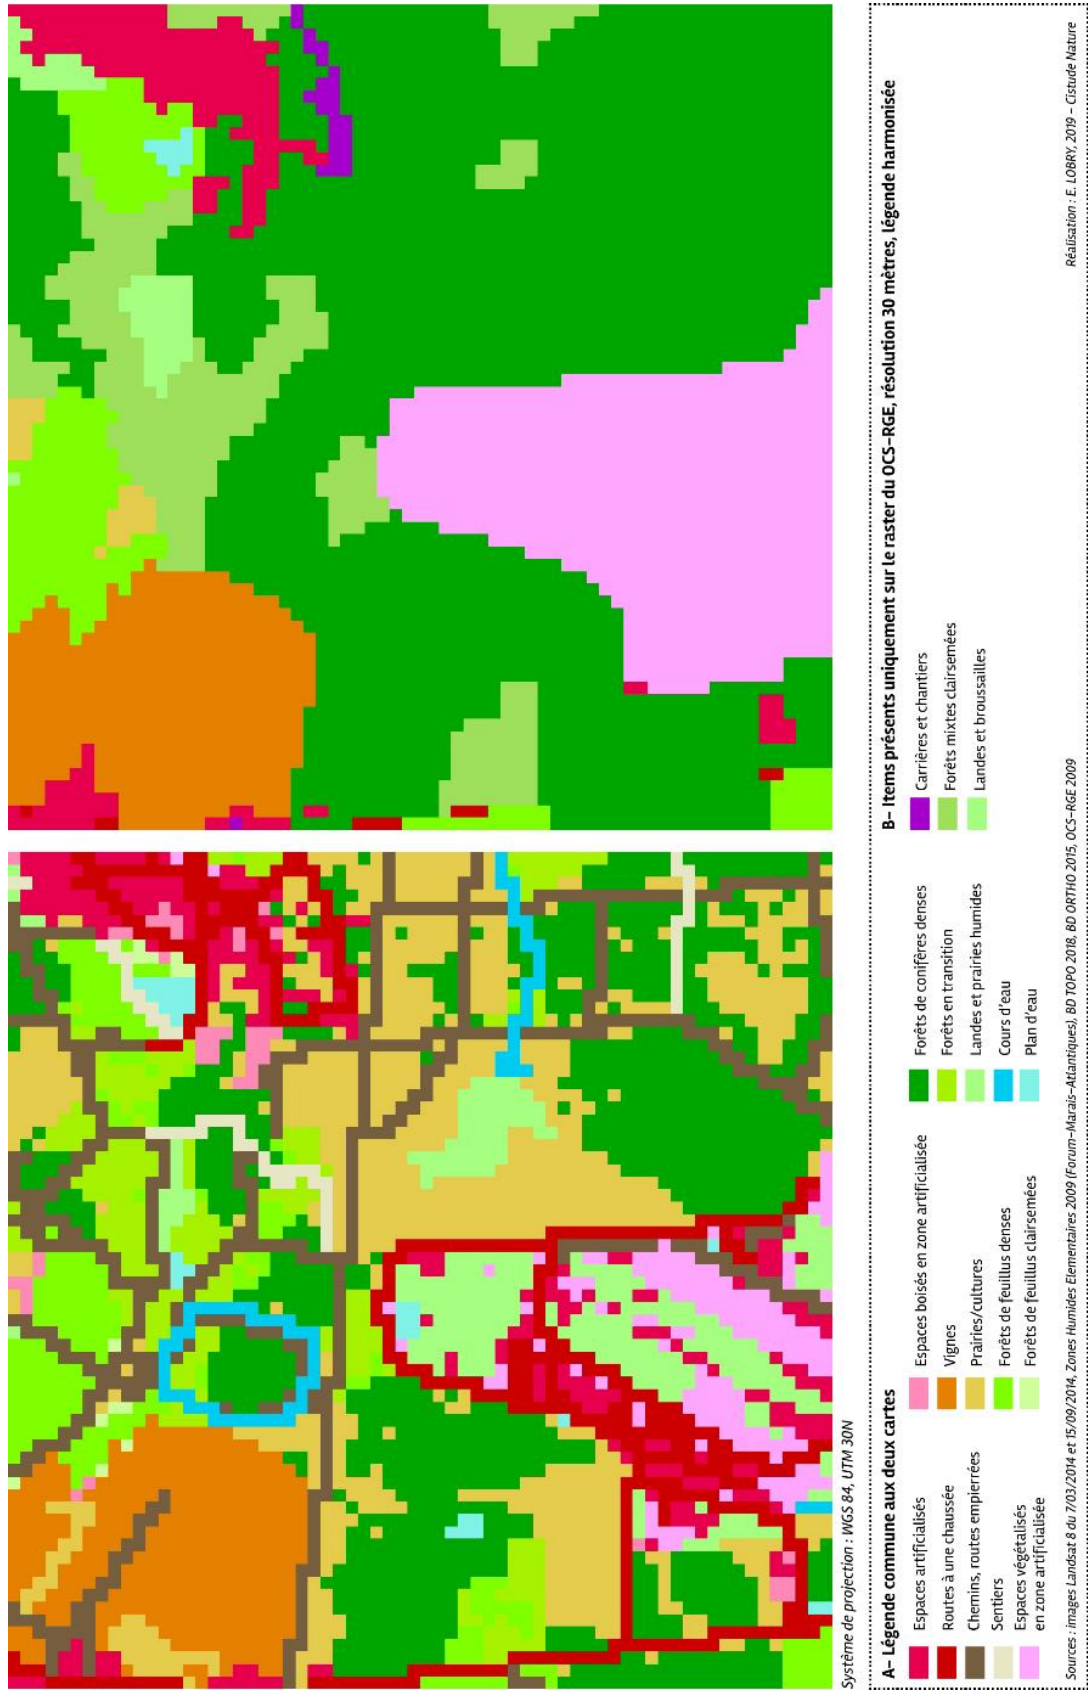 Système de projection : WGS 84, UTM 30N
A– Légende commune aux deux cartes
Espaces artificialisés
Routes à une chaussée
Chemins, routes empierrées
Sentiers
Espaces végétalisés
en zone artificialisée
Espaces boisés en zone artificialisée
Vignes
Prairies/cultures
Forêts de feuillus denses
Forêts de feuillus clairsemées
Forêts de conifères denses
Forêts en transition
Landes et prairies humides
Cours d'eau
Plan d'eau
B– Items présents uniquement sur le raster du OCS–RGE, résolution 30 mètres, légende harmonisée
Carrières et chantiers
Forêts mixtes clairsemées
Landes et broussailles
Sources : images Landsat 8 du 7/03/2014 et 15/09/2014, Zones Humides Elementaires 2009 (Forum–Marais–Atlantiques), BD TOPO 2018, BD ORTHO 2015, OCS–RGE 2009
Réalisation : E. LOBRY, 2019 – Cistude Nature